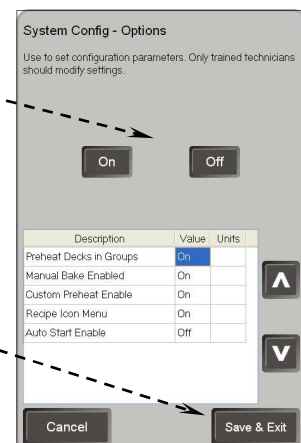 System Config - Options
Use to set configuration parameters. Only trained technicians
should modify settings.
On Off
Description Value Units
Preheat Decks in Groups On
Manual Bake Enabled On
Custom Preheat Enable On
Recipe Icon Menu On
Auto Start Enable Off
Cancel Save & Exit